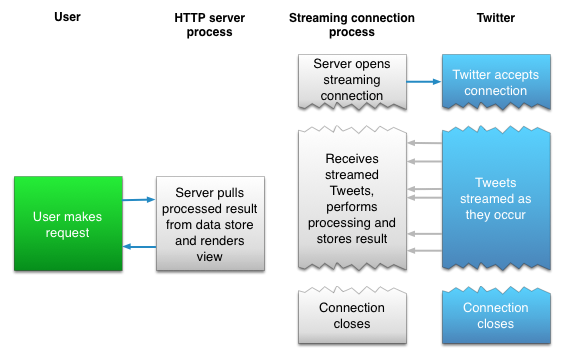 User
HTTP server
process
Streaming connection
process
Twitter
Server opens
streaming
connection
Twitter accepts
connection
User makes
request
Server pulls
processed result
from data store
and renders
view
Receives
streamed
Tweets,
performs
processing and
stores result
Tweets
streamed as
they occur
Connection
closes
Connection
closes